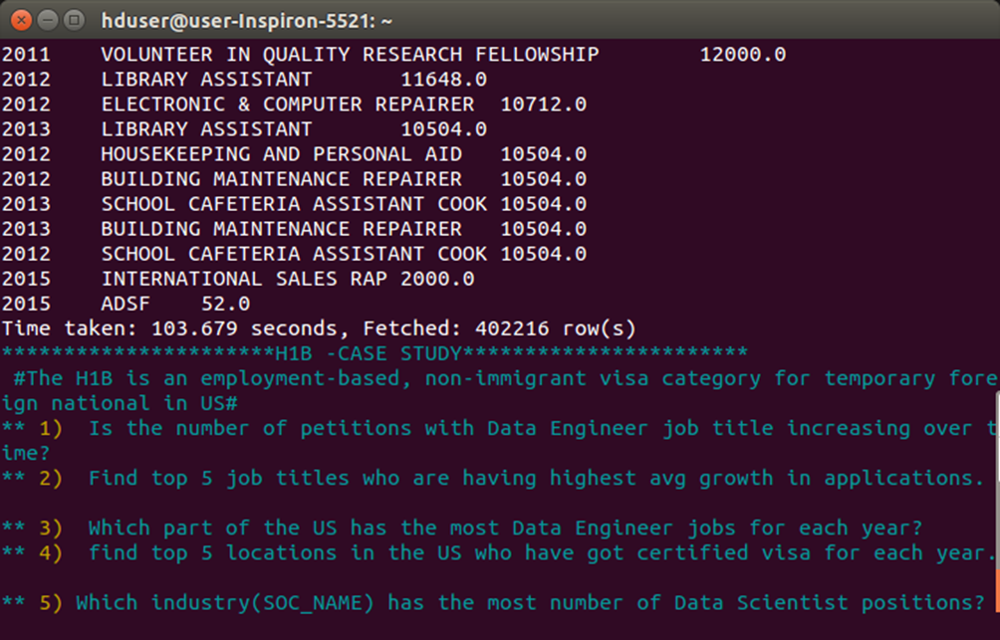 hduser@user-Inspiron-5521: ~
2011 VOLUNTEER IN QUALITY RESEARCH FELLOWSHIP 12000.0
2012 LIBRARY ASSISTANT 11648.0
2012 ELECTRONIC & COMPUTER REPAIRER 10712.0
2013 LIBRARY ASSISTANT 10504.0
2012 HOUSEKEEPING AND PERSONAL AID 10504.0
2012 BUILDING MAINTENANCE REPAIRER 10504.0
2013 SCHOOL CAFETERIA ASSISTANT COOK 10504.0
2013 BUILDING MAINTENANCE REPAIRER 10504.0
2012 SCHOOL CAFETERIA ASSISTANT COOK 10504.0
2015 INTERNATIONAL SALES RAP 2000.0
2015 ADSF 52.0
Time taken: 103.679 seconds, Fetched: 402216 row(s)
**********************H1B -CASE STUDY***********************
#The H1B is an employment-based, non-immigrant visa category for temporary fore
ign national in US#
** 1) Is the number of petitions with Data Engineer job title increasing over t
ime?
** 2) Find top 5 job titles who are having highest avg growth in applications.
** 3) Which part of the US has the most Data Engineer jobs for each year?
** 4) find top 5 locations in the US who have got certified visa for each year.
** 5) Which industry(SOC_NAME) has the most number of Data Scientist positions?